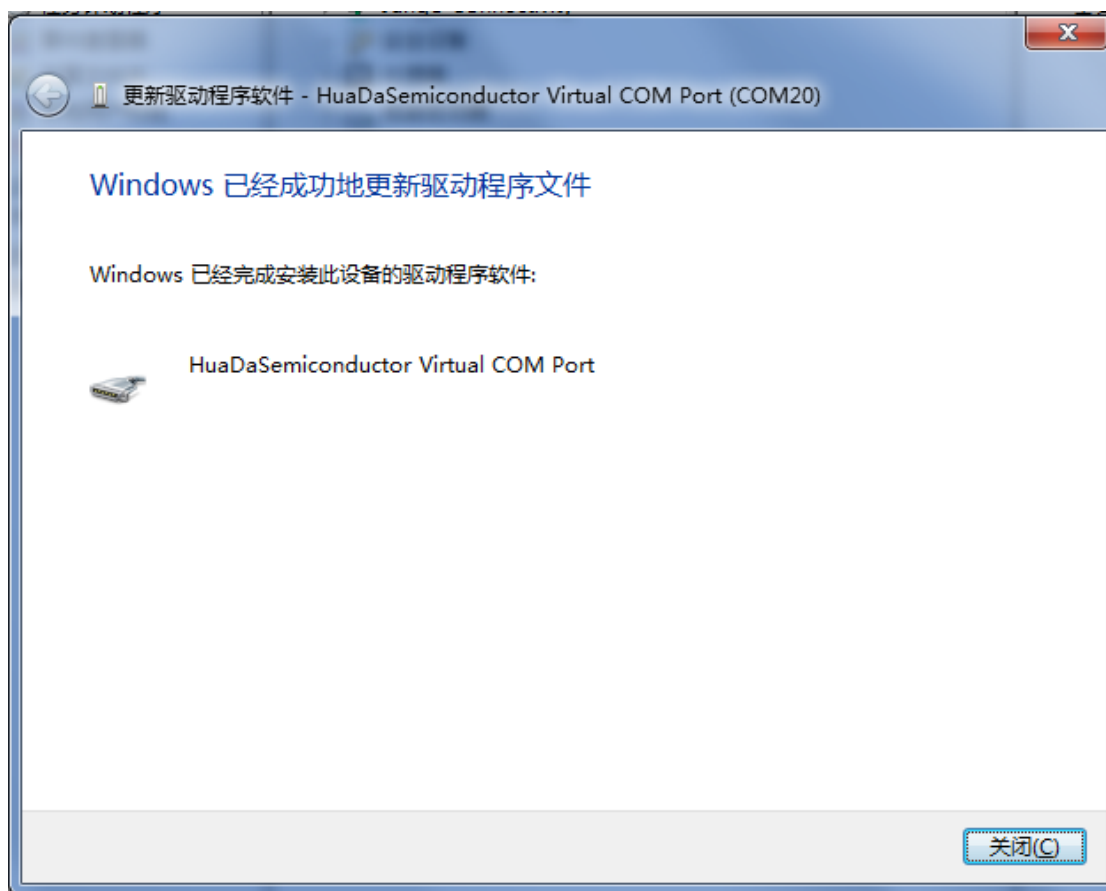 更新驱动程序软件 - HuaDaSemiconductor Virtual COM Port (COM20)
Windows 已经成功地更新驱动程序文件
Windows 已经完成安装此设备的驱动程序软件:
HuaDaSemiconductor Virtual COM Port
关闭(C)